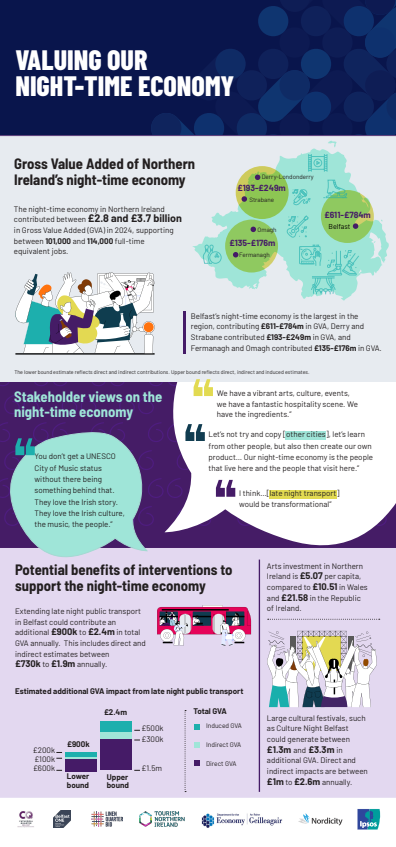 VALUING OUR
NIGHT-TIME ECONOMY
Gross Value Added of Northern
Ireland's night-time economy
The night-time economy in Northern Ireland
contributed between £2.8 and £3.7 billion
in Gross Value Added (GVA) in 2024, supporting
between 101,000 and 114,000 full-time
equivalent jobs.
Derry-Londonderry
£193-£249m
Strabane
£611-£784m
Belfast
Omagh
£135-£176m
Fermanagh
Belfast's night-time economy is the largest in the
region, contributing £611-£784m in GVA, Derry and
Strabane contributed £193-£249m in GVA, and
Fermanagh and Omagh contributed £135-£176m in GVA.
The lower bound estimate reflects direct and indirect contributions. Upper bound reflects direct, indirect and induced estimates.
Stakeholder views on the
night-time economy
You don't get a UNESCO
City of Music status
without there being
something behind that.
They love the Irish story.
They love the Irish culture,
the music, the people."
We have a vibrant arts, culture, events,
we have a fantastic hospitality scene. We
have the ingredients."
Let's not try and copy [other cities], let's learn
from other people, but also then create our own
product... Our night-time economy is the people
that live here and the people that visit here."
I think...[late night transport]
would be transformational"
Potential benefits of interventions to
support the night-time economy
Extending late night public transport
in Belfast could contribute an
additional £900k to £2.4m in total
GVA annually. This includes direct and
indirect estimates between
£730k to £1.9m annually.
Estimated additional GVA impact from late night public transport
£2.4m
£900k
£200k
£100k
£600k
£500k
£300k
£1.5m
Lower
bound
Upper
bound
Total GVA
Induced GVA
Indirect GVA
Direct GVA
Arts investment in Northern
Ireland is £5.07 per capita,
compared to £10.51 in Wales
and £21.58 in the Republic
of Ireland.
Large cultural festivals, such
as Culture Night Belfast
could generate between
£1.3m and £3.3m in
additional GVA. Direct and
indirect impacts are between
£1m to £2.6m annually.
Belfast
ONE
LINEN
QUARTER
BID
TOURISM
NORTHERN
IRELAND
Economy
Geilleagair
Nordicity
Ipsos